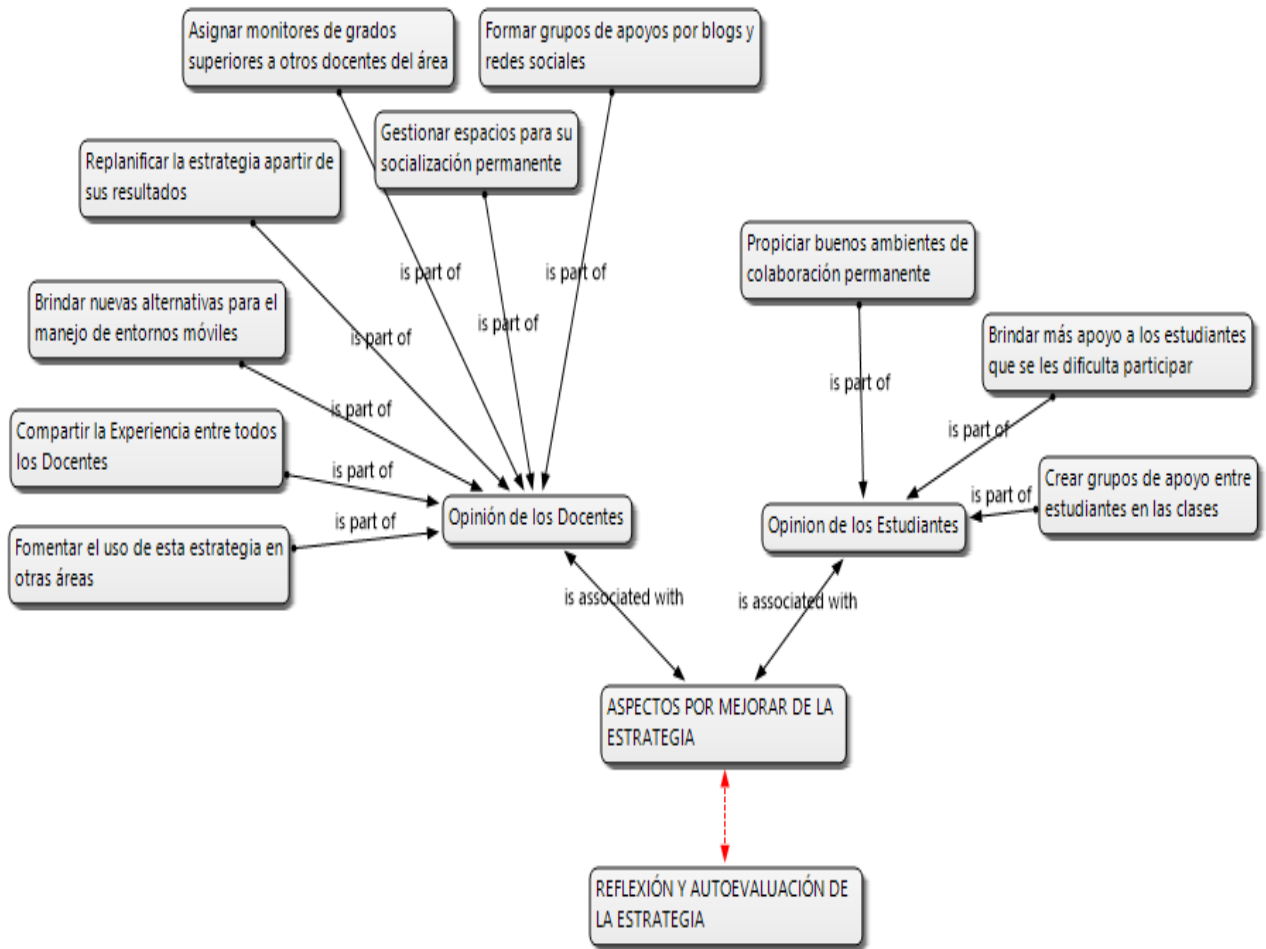 Asignar monitores de grados
superiores a otros docentes del área
Formar grupos de apoyos por blogs y
redes sociales
Gestionar espacios para su
socialización permanente
Replanificar la estrategia apartir de
sus resultados
Propiciar buenos ambientes de
colaboración permanente
is part of
Brindar nuevas alternativas para el
manejo de entornos móviles
is part of
is part of
is part of
Brindar más apoyo a los estudiantes
que se les dificulta participar
is part of
is part of
Compartir la Experiencia entre todos
los Docentes
is part of
is part of
Crear grupos de apoyo entre
estudiantes en las clases
is part of
is part of
Opinión de los Docentes
Opinion de los Estudiantes
Fomentar el uso de esta estrategia en
otras áreas
is associated with
is associated with
ASPECTOS POR MEJORAR DE LA
ESTRATEGIA
REFLEXIÓN Y AUTOEVALUACIÓN DE
LA ESTRATEGIA